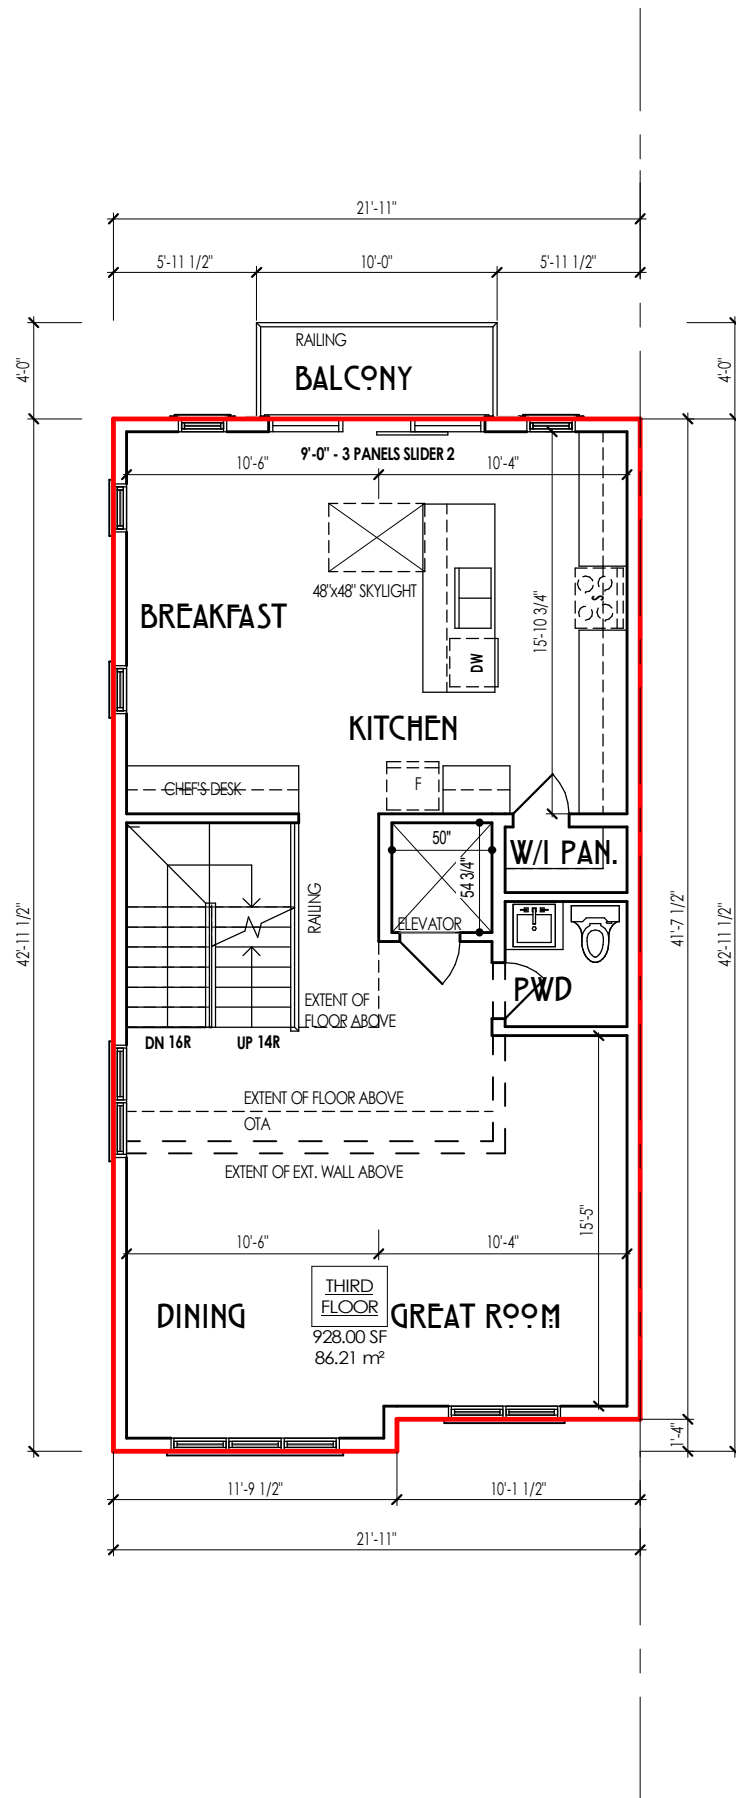 21'-11"
5'-11 1/2"
10'-0"
5'-11 1/2"
4'-0"
4'-0"
RAILING
BALCONY
9'-0" - 3 PANELS SLIDER 2
10'-6"
10'-4"
48"x48" SKYLIGHT
15'-10 3/4"
S
BREAKFAST
DW
KITCHEN
CHEF'S DESK
F
50"
54 3/4"
W/I PAN.
RAILING
ELEVATOR
42'-11 1/2"
41'-7 1/2"
42'-11 1/2"
PWD
EXTENT OF
FLOOR ABOVE
DN 16R
UP 14R
EXTENT OF FLOOR ABOVE
OTA
EXTENT OF EXT. WALL ABOVE
15'-5"
10'-6"
10'-4"
THIRD
FLOOR
DINING
GREAT ROOM
928.00 SF
86.21 m²
1'-4"
11'-9 1/2"
10'-1 1/2"
21'-11"